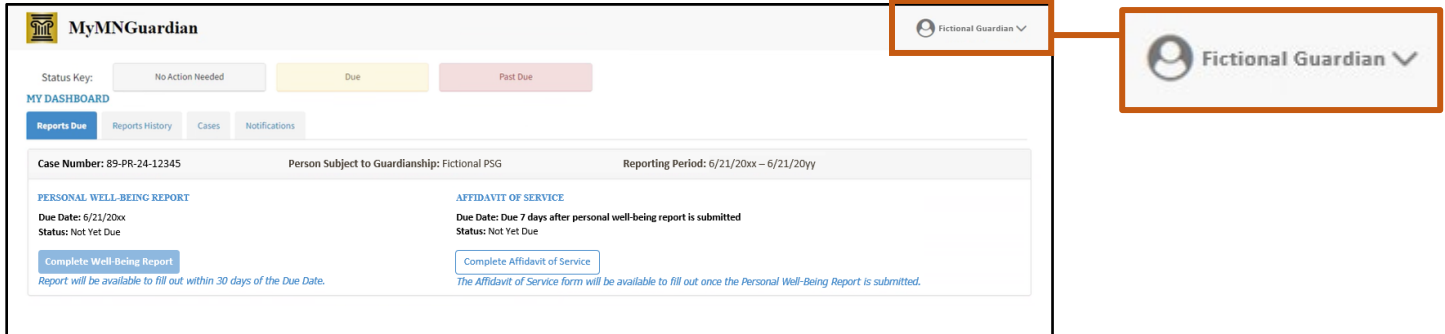 MyMNGuardian
Fictional Guardian
Fictional Guardian
Status Key: No Action Needed Due Past Due
MY DASHBOARD
Reports Due Reports History Cases Notifications
Case Number: 89-PR-24-12345 Person Subject to Guardianship: Fictional PSG Reporting Period: 6/21/20xx – 6/21/20yy
PERSONAL WELL-BEING REPORT
Due Date: 6/21/20xx
Status: Not Yet Due
Complete Well-Being Report
Report will be available to fill out within 30 days of the Due Date.
AFFIDAVIT OF SERVICE
Due Date: Due 7 days after personal well-being report is submitted
Status: Not Yet Due
Complete Affidavit of Service
The Affidavit of Service form will be available to fill out once the Personal Well-Being Report is submitted.